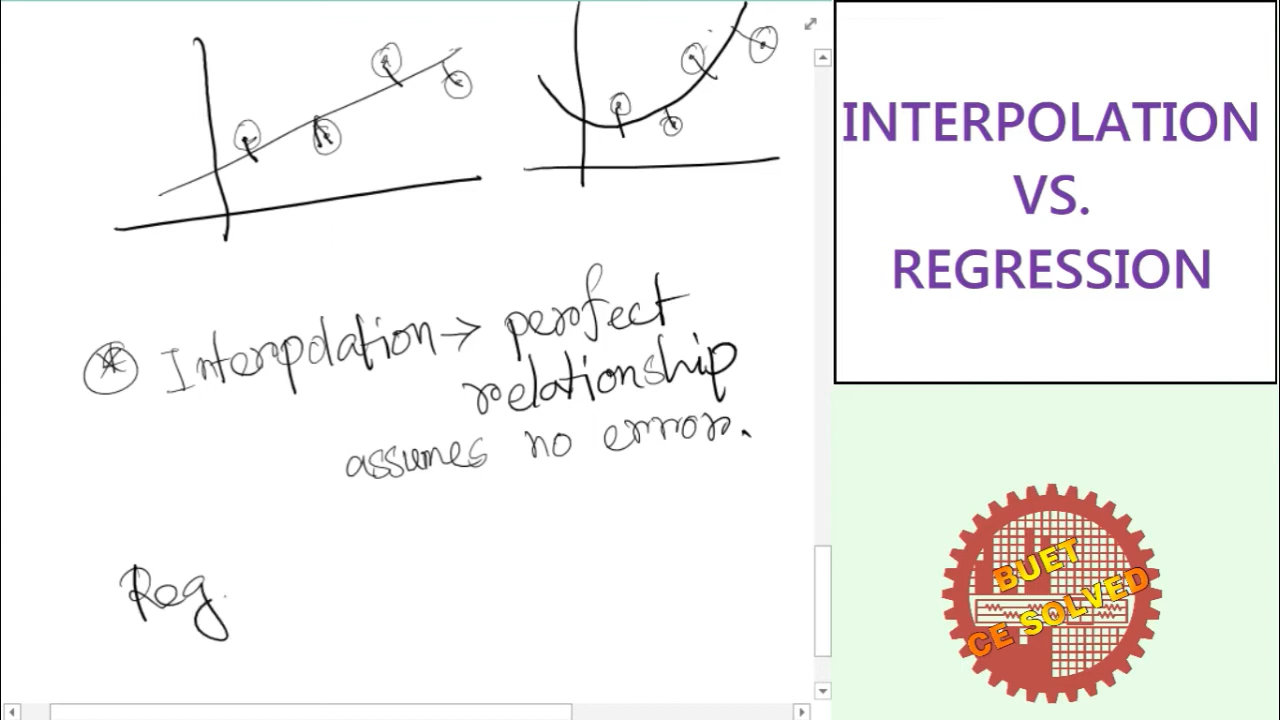 Interpolation → perfect
relationship
assumes no error.
Reg.
INTERPOLATION
VS.
REGRESSION
BUET
CE SOLVED